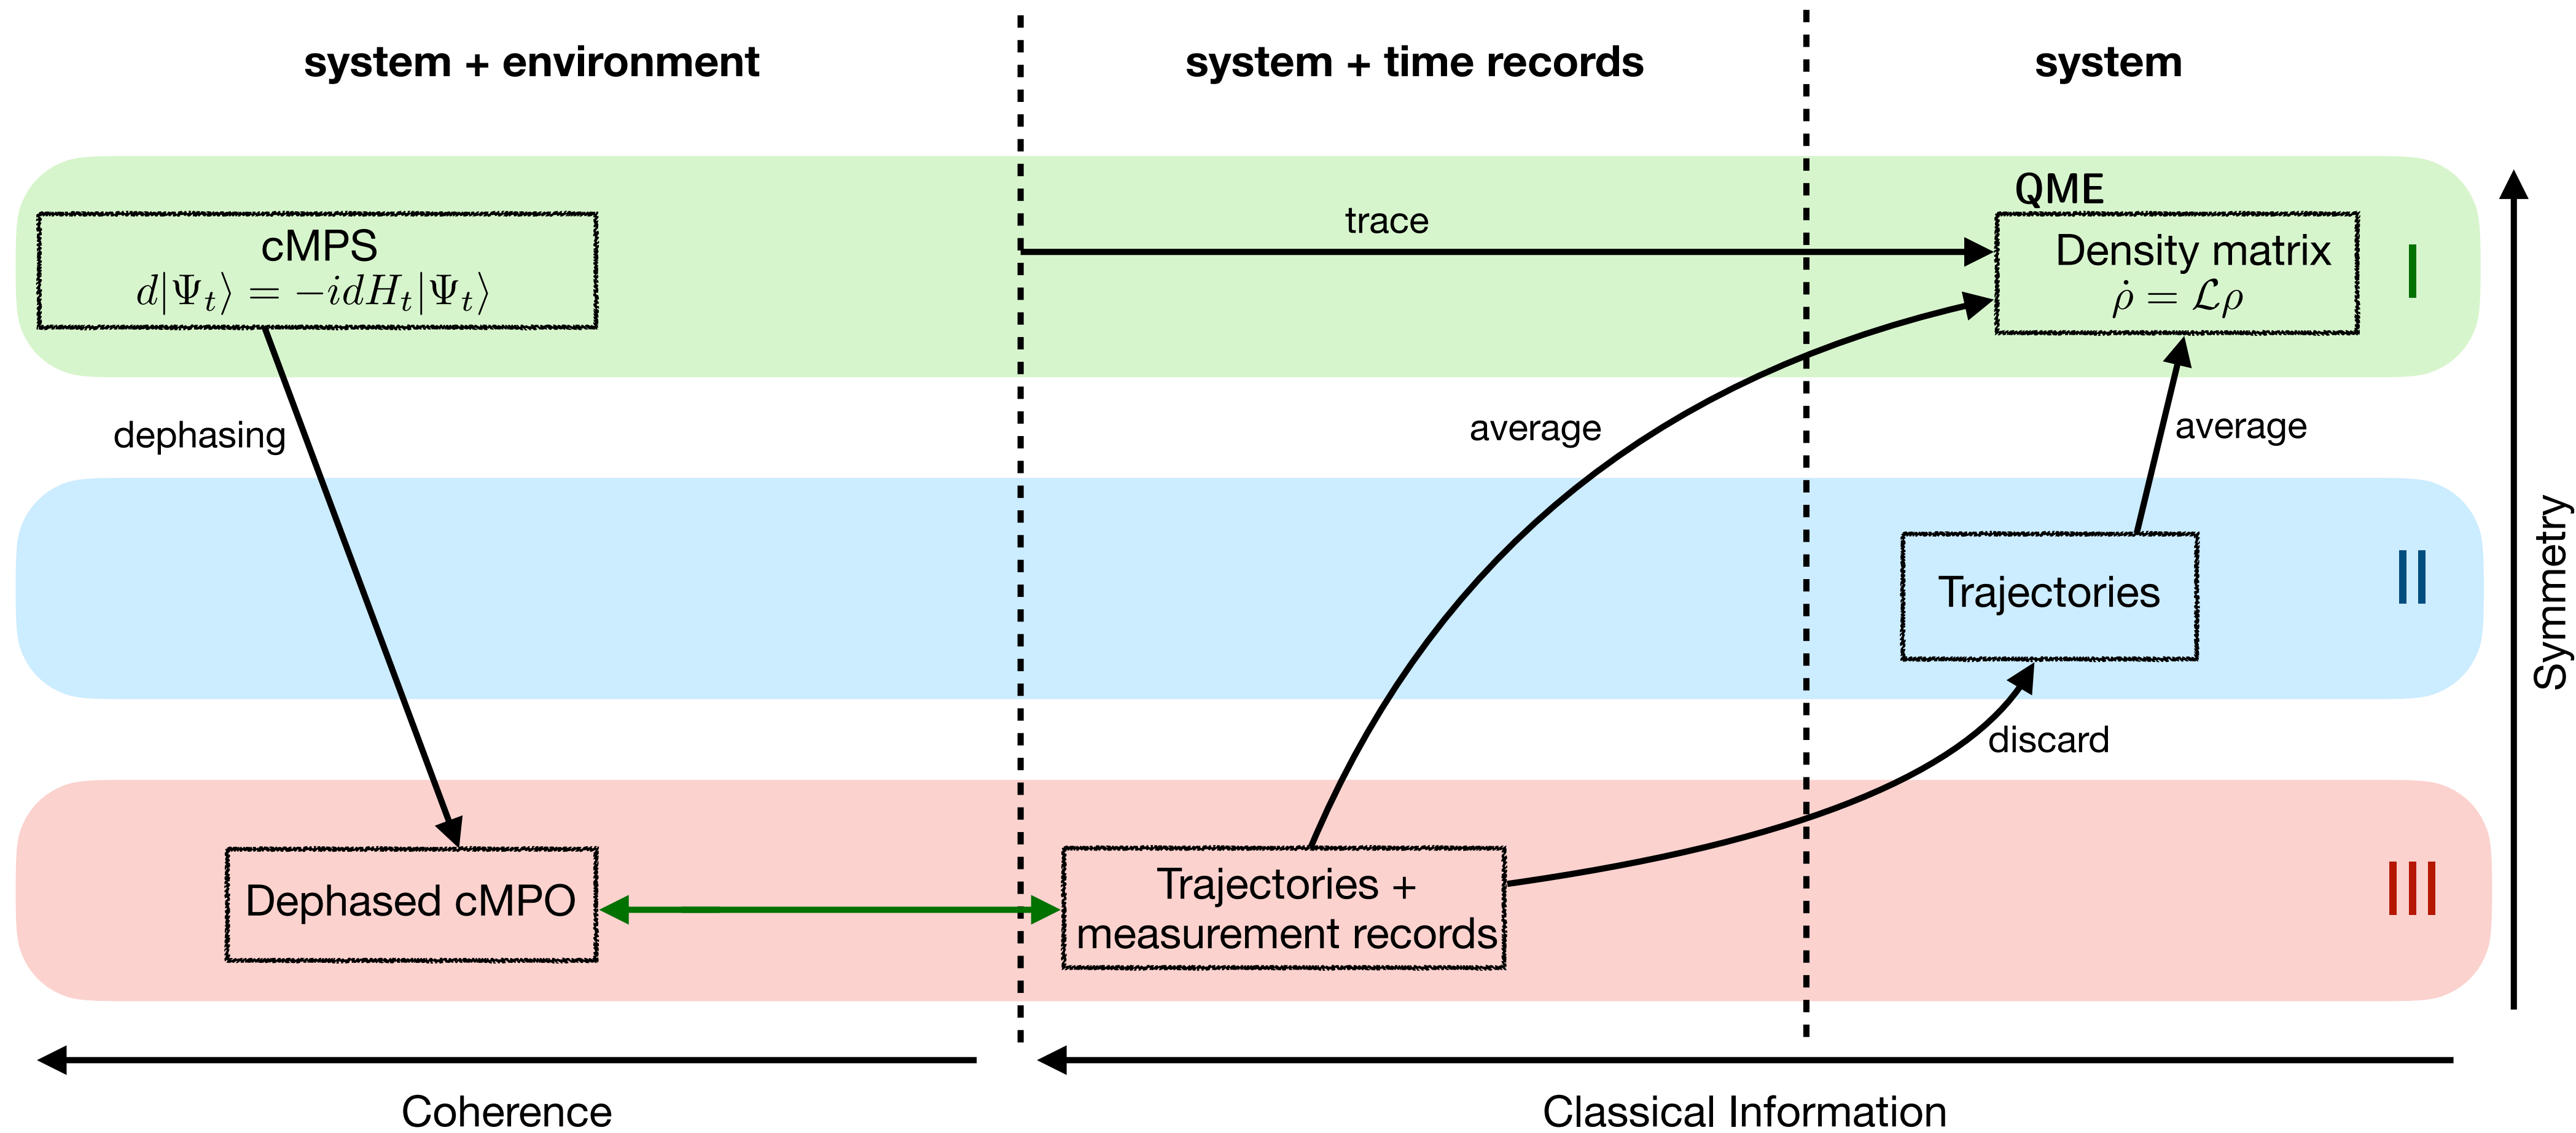 system + environment
system + time records
system
QME
trace
cMPS
d|Ψ_t⟩ = −idH_t|Ψ_t⟩
Density matrix
ρ̇ = ℒρ
I
dephasing
average
average
Trajectories
II
Symmetry
discard
Dephased cMPO
Trajectories +
measurement records
III
Coherence
Classical Information